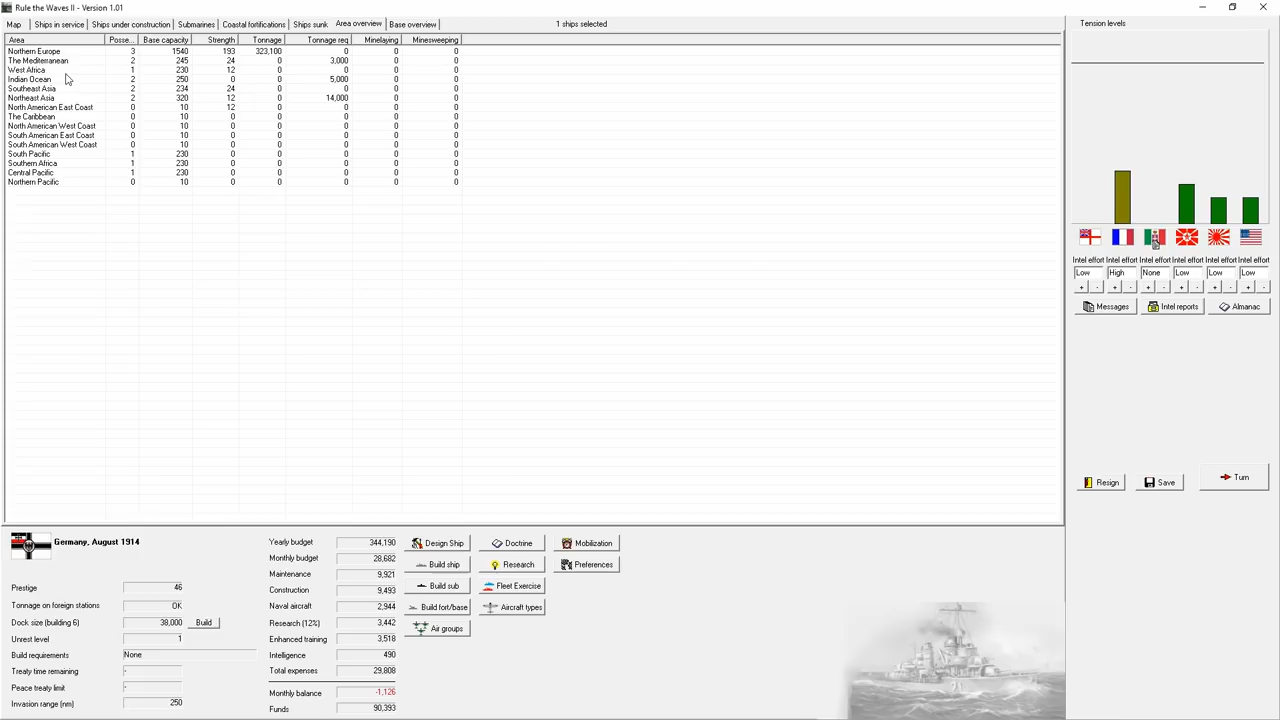 Rule the Waves II - Version 1.01
Map Ships in service Ships under construction Submarines Coastal fortifications Ships sunk Area overview Base overview 1 ships selected
Area Posse... Base capacity Strength Tonnage Tonnage req Minelaying Minesweeping
Northern Europe 3 1540 193 323,100 0 0 0
The Mediterranean 2 245 24 0 3,000 0 0
West Africa 1 230 12 0 0 0 0
Indian Ocean 2 250 0 0 5,000 0 0
Southeast Asia 2 234 24 0 0 0 0
Northeast Asia 2 320 12 0 14,000 0 0
North American East Coast 0 10 12 0 0 0 0
The Caribbean 0 10 0 0 0 0 0
North American West Coast 0 10 0 0 0 0 0
South American East Coast 0 10 0 0 0 0 0
South American West Coast 0 10 0 0 0 0 0
South Pacific 1 230 0 0 0 0 0
Southern Africa 1 230 0 0 0 0 0
Central Pacific 1 230 0 0 0 0 0
Northern Pacific 0 10 0 0 0 0 0
Tension levels
Intel effort Intel effort Intel effort Intel effort Intel effort Intel effort
Low High None Low Low Low
+ - + - + - + - + - + -
Messages Intel reports Almanac
Resign Save Turn
Germany, August 1914
Prestige 46
Tonnage on foreign stations OK
Dock size (building 6) 38,000 Build
Unrest level 1
Build requirements None
Treaty time remaining -
Peace treaty limit -
Invasion range (nm) 250
Yearly budget 344,190
Monthly budget 28,682
Maintenance 9,921
Construction 9,493
Naval aircraft 2,944
Research (12%) 3,442
Enhanced training 3,518
Intelligence 490
Total expenses 29,808
Monthly balance -1,126
Funds 90,393
Design Ship Doctrine Mobilization
Build ship Research Preferences
Build sub Fleet Exercise
Build fort/base Aircraft types
Air groups